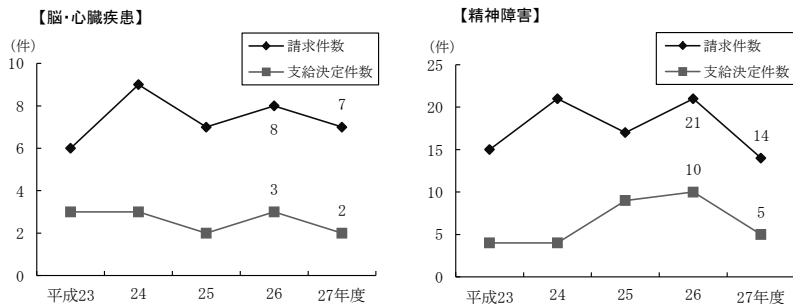 【脳・心臓疾患】
(件)
請求件数
支給決定件数
10
8
6
4
2
0
8
7
3
2
平成23
24
25
26
27年度
【精神障害】
(件)
請求件数
支給決定件数
25
20
15
10
5
0
21
14
10
5
平成23
24
25
26
27年度